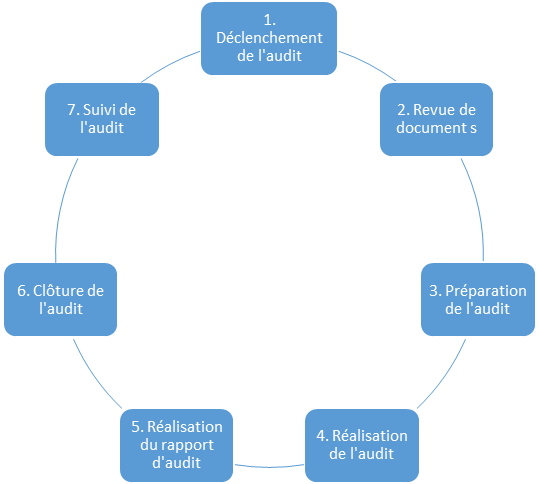 1.
Déclenchement
de l'audit
2. Revue de
document s
3. Préparation
de l'audit
4. Réalisation
de l'audit
5. Réalisation
du rapport
d'audit
6. Clôture de
l'audit
7. Suivi de
l'audit